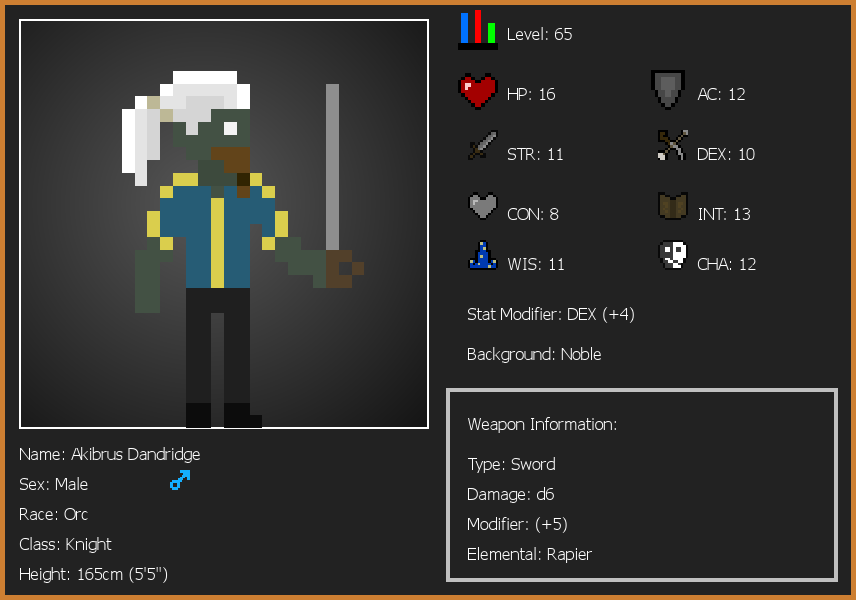 Level: 65
HP: 16
AC: 12
STR: 11
DEX: 10
CON: 8
INT: 13
WIS: 11
CHA: 12
Stat Modifier: DEX (+4)
Background: Noble
Weapon Information:
Type: Sword
Damage: d6
Modifier: (+5)
Elemental: Rapier
Name: Akibrus Dandridge
Sex: Male
Race: Orc
Class: Knight
Height: 165cm (5'5")